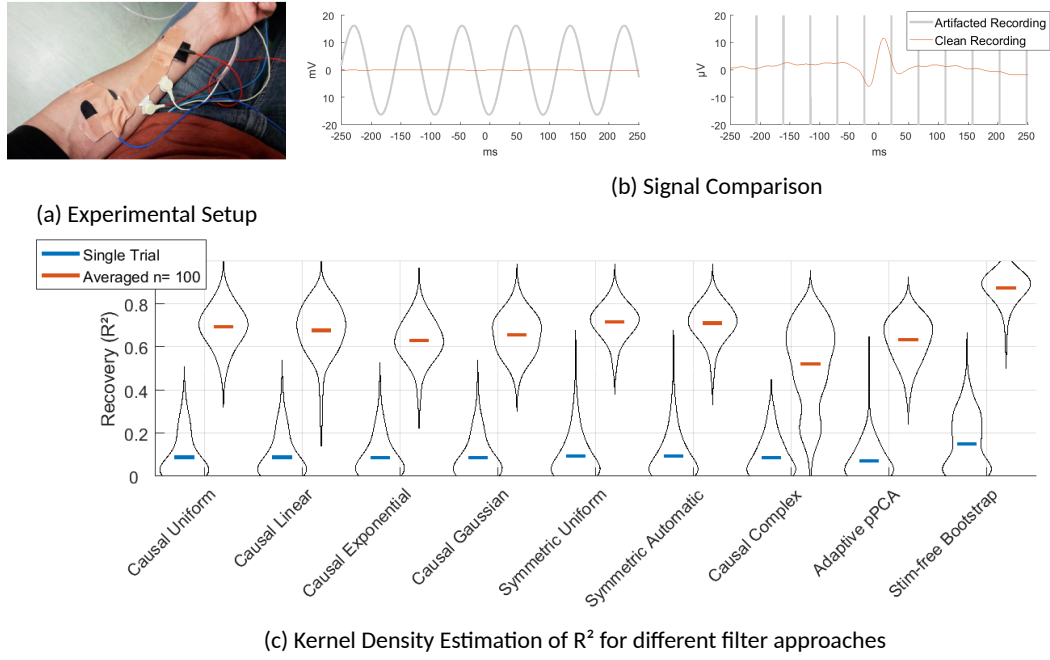 20
10
0
10
20
mV
-250
-200
-150
-100
-50
0
50
100
150
200
250
ms
20
10
0
10
20
µV
-250
-200
-150
-100
-50
0
50
100
150
200
250
ms
Artifacted Recording
Clean Recording
(b) Signal Comparison
(a) Experimental Setup
Single Trial
Averaged n= 100
0.8
0.6
0.4
0.2
0
Recovery (R²)
Causal Uniform
Causal Linear
Causal Exponential
Causal Gaussian
Symmetric Uniform
Symmetric Automatic
Causal Complex
Adaptive pPCA
Stim-free Bootstrap
(c) Kernel Density Estimation of R² for different filter approaches